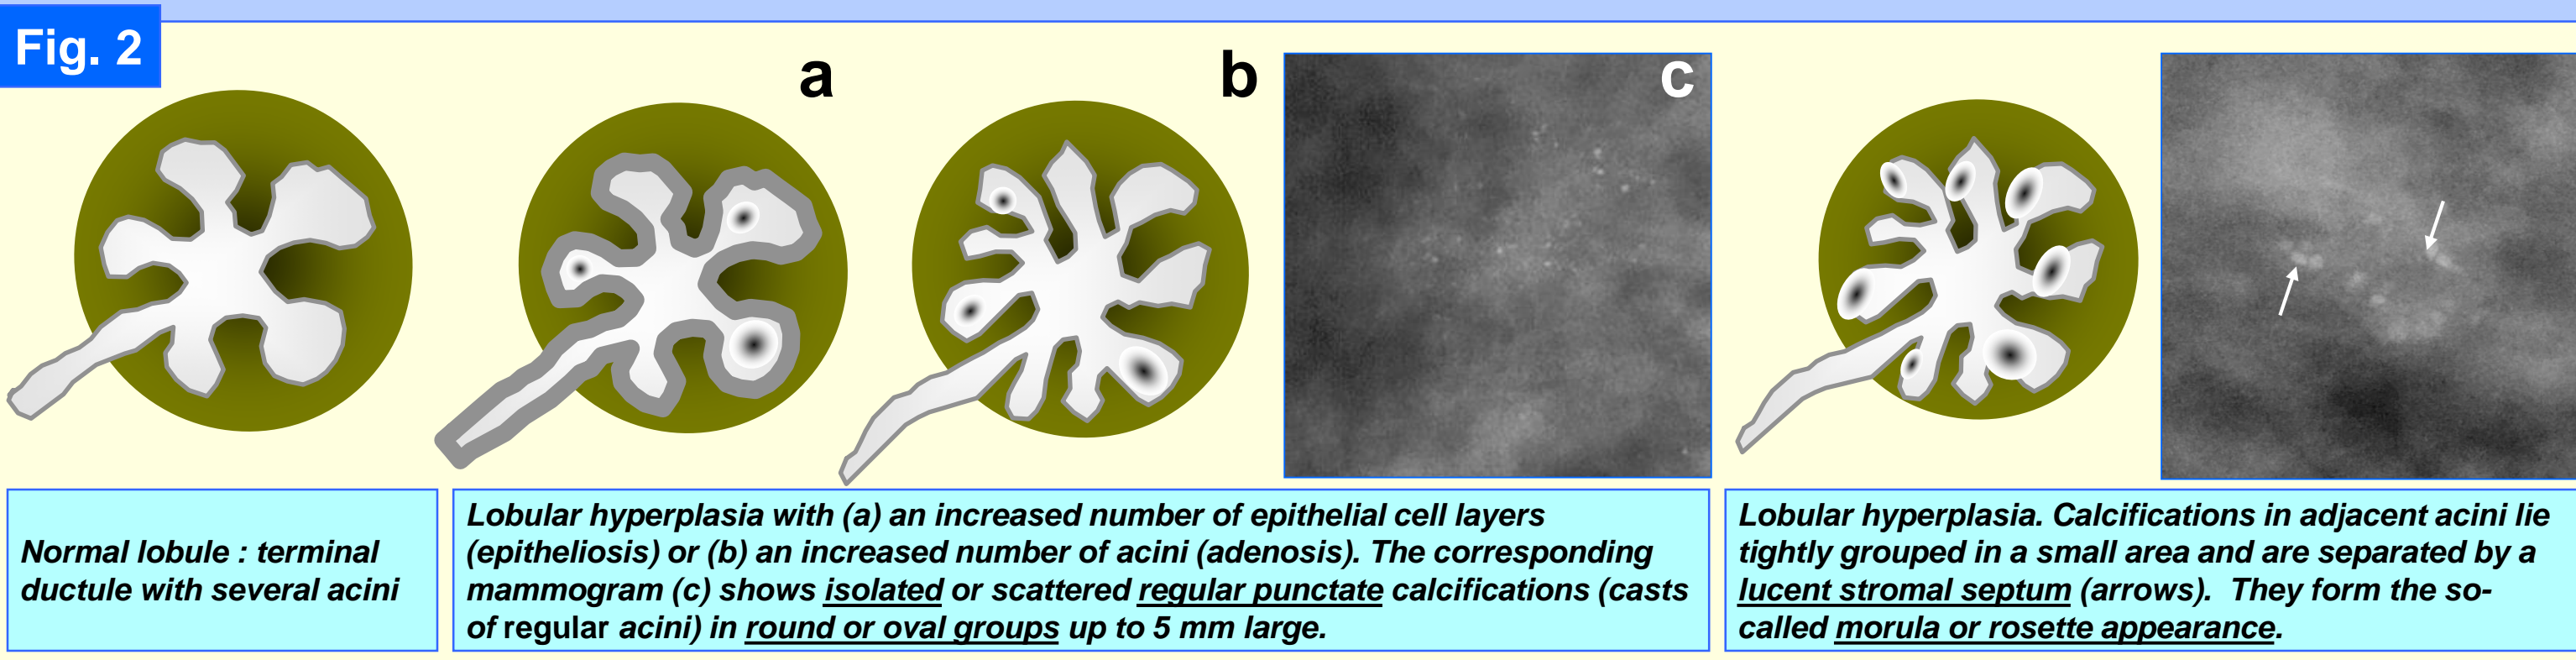 Fig. 2
a
b
c
Normal lobule : terminal
ductule with several acini
Lobular hyperplasia with (a) an increased number of epithelial cell layers
(epitheliosis) or (b) an increased number of acini (adenosis). The corresponding
mammogram (c) shows isolated or scattered regular punctate calcifications (casts
of regular acini) in round or oval groups up to 5 mm large.
Lobular hyperplasia. Calcifications in adjacent acini lie
tightly grouped in a small area and are separated by a
lucent stromal septum (arrows).  They form the so-
called morula or rosette appearance.